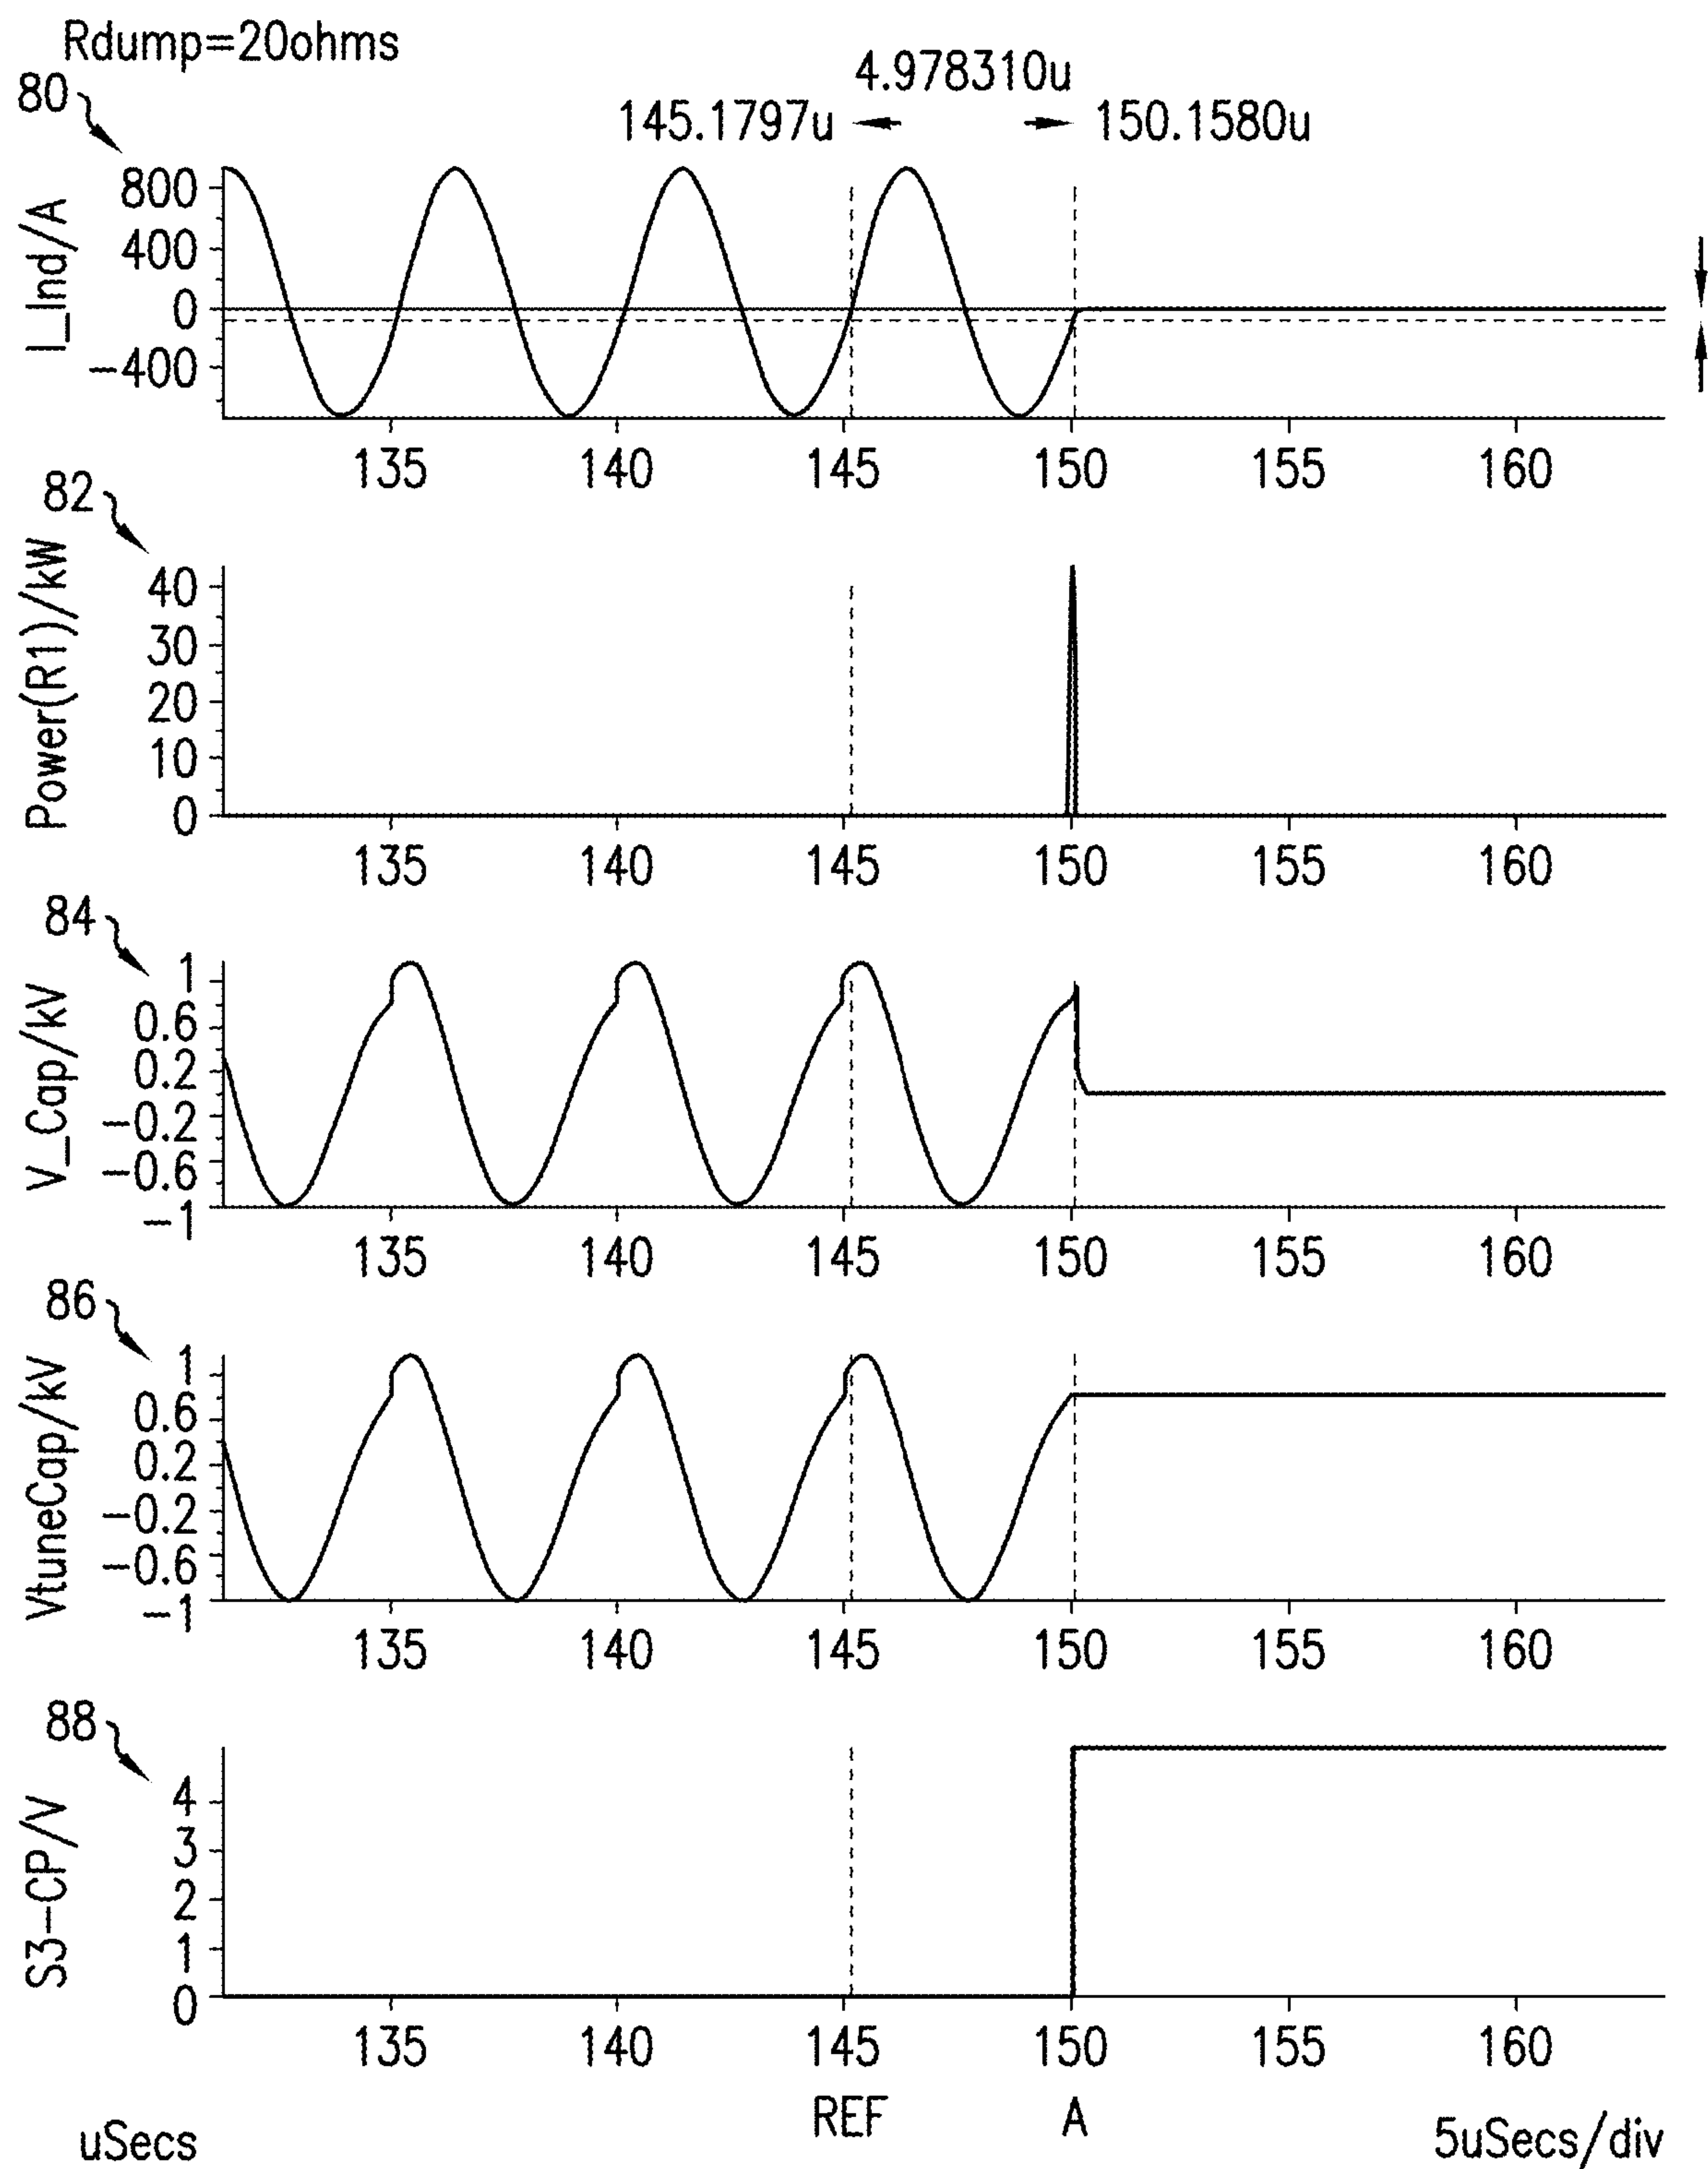 Rdump=20ohms
4.978310u
145.1797u
150.1580u
80
I_Ind/A
800
400
0
-400
135 140 145 150 155 160
82
Power(R1)/kW
40
30
20
10
0
135 140 145 150 155 160
84
V_Cap/kV
1
0.6
0.2
-0.2
-0.6
-1
135 140 145 150 155 160
86
VtuneCap/kV
1
0.6
0.2
-0.2
-0.6
-1
135 140 145 150 155 160
88
S3-CP/V
4
3
2
1
0
135 140 145 150 155 160
REF A
uSecs 5uSecs/div